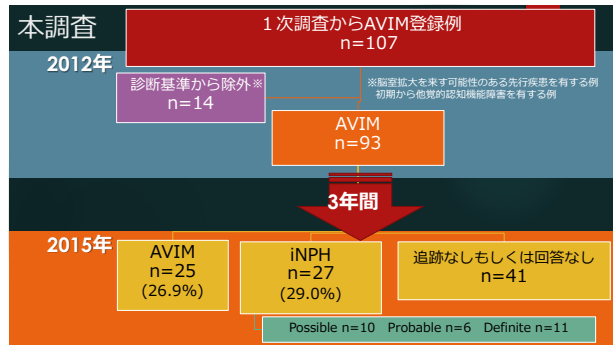 本調査
１次調査からAVIM登録例
n=107
2012年
診断基準から除外※
n=14
※脳室拡大を来す可能性のある先行疾患を有する例
初期から他覚的認知機能障害を有する例
AVIM
n=93
3年間
2015年
AVIM
n=25
(26.9%)
iNPH
n=27
(29.0%)
追跡なしもしくは回答なし
n=41
Possible n=10 Probable n=6 Definite n=11